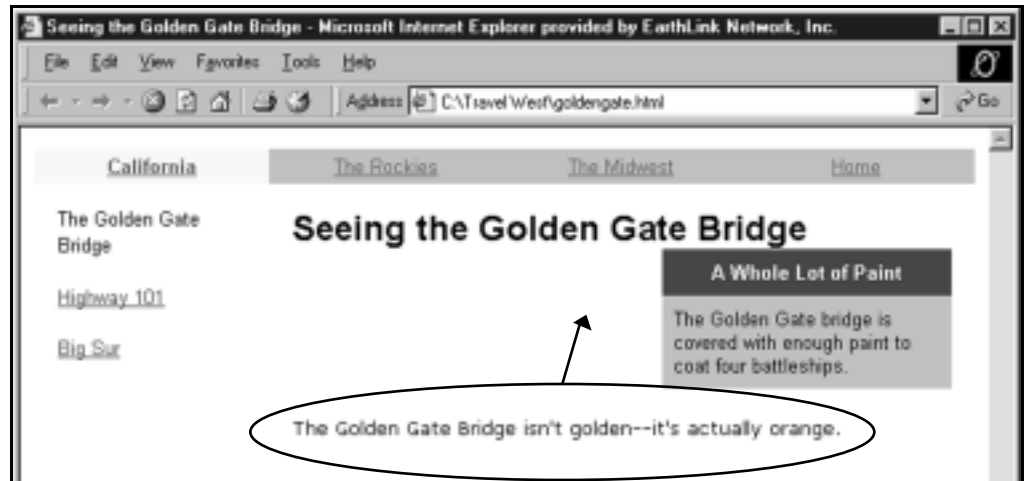 Seeing the Golden Gate Bridge - Microsoft Internet Explorer provided by EarthLink Network, Inc.
File Edit View Favorites Tools Help
Address C:\Travel West\goldengate.html Go
California The Rockies The Midwest Home
The Golden Gate
Bridge
Highway 101
Big Sur
Seeing the Golden Gate Bridge
A Whole Lot of Paint
The Golden Gate bridge is
covered with enough paint to
coat four battleships.
The Golden Gate Bridge isn't golden--it's actually orange.